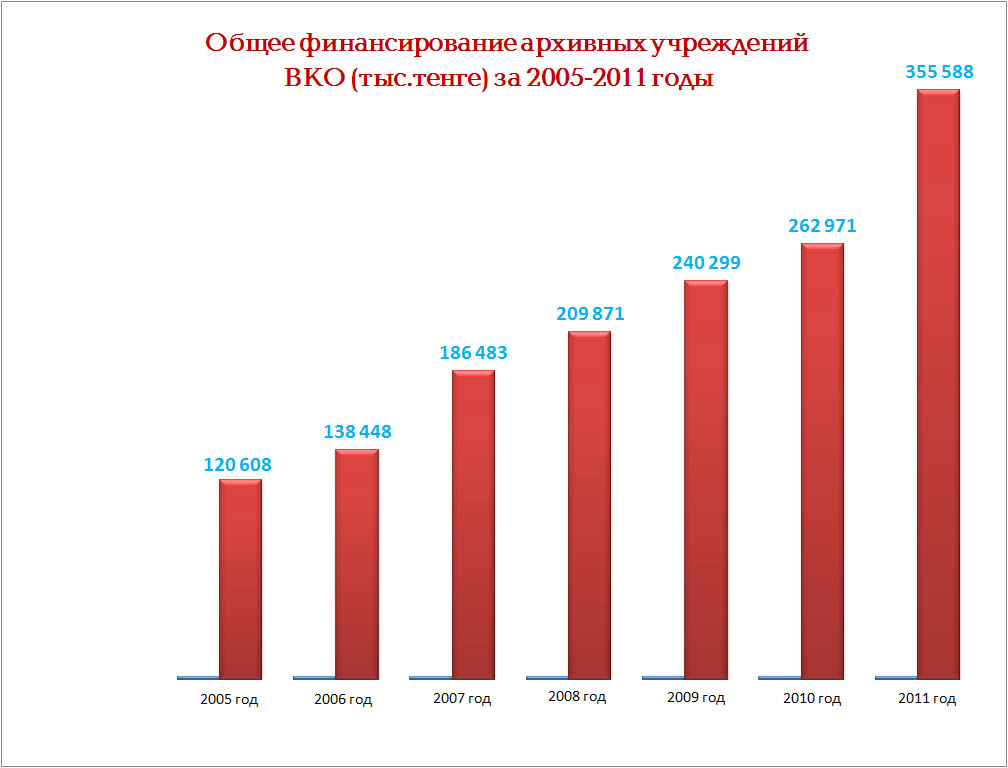 Общее финансирование архивных учреждений
ВКО (тыс.тенге) за 2005-2011 годы
355 588
262 971
240 299
209 871
186 483
138 448
120 608
2005 год 2006 год 2007 год 2008 год 2009 год 2010 год 2011 год